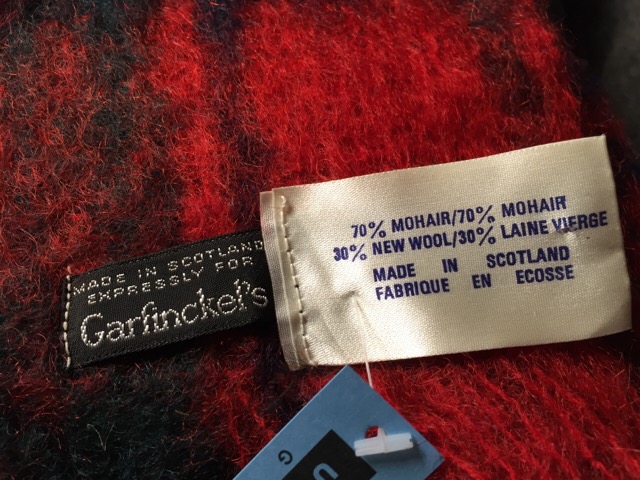 MADE IN SCOTLAND
EXPRESSLY FOR
Garfinckel's
70% MOHAIR/70% MOHAIR
30% NEW WOOL/30% LAINE VIERGE
MADE IN SCOTLAND
FABRIQUE EN ECOSSE
U
G